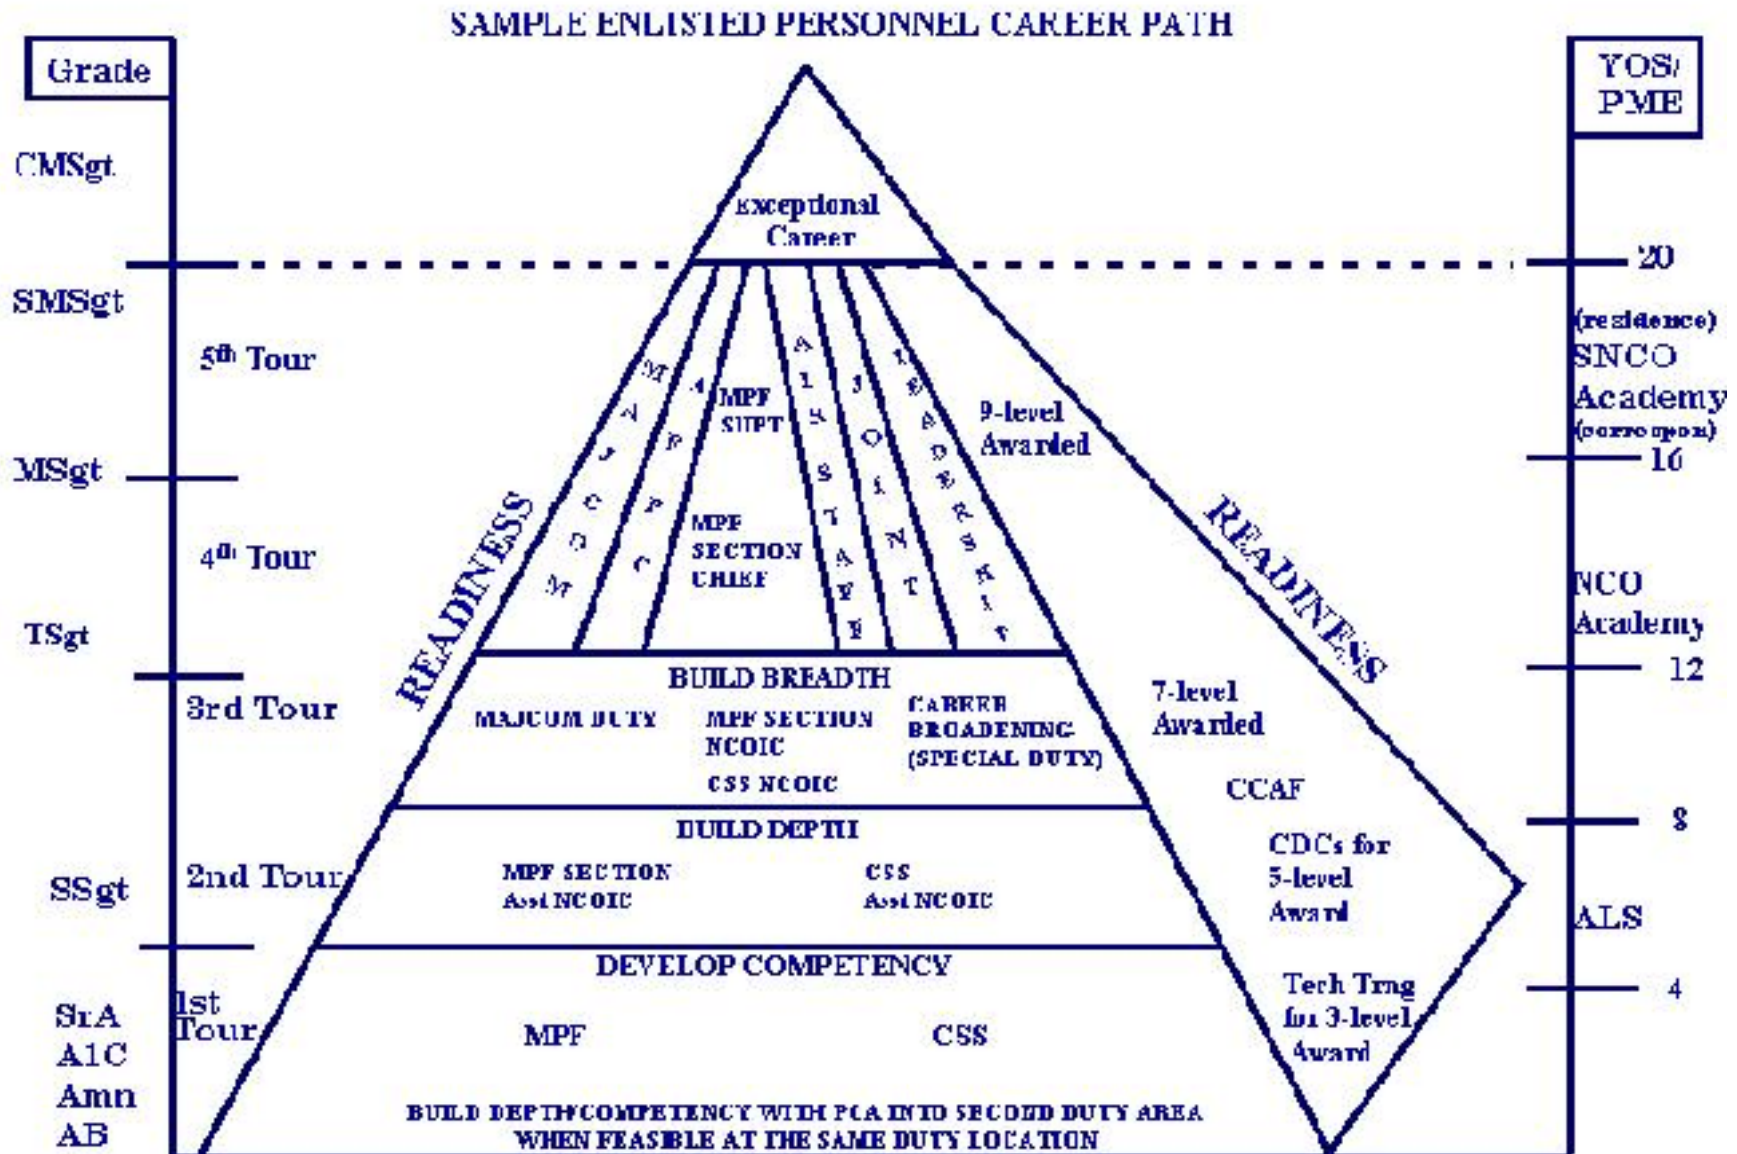 SAMPLE ENLISTED PERSONNEL CAREER PATH
Grade
YOS/
PME
CMSgt
Exceptional
Career
20
SMSgt
(residence)
SNCO
Academy
(correspon)
5th Tour
MAJCOM
AFPC
MPF
SUPT
AF STAFF
JOINT
LEADERSHIP
9-level
Awarded
MSgt
16
READINESS
READINESS
4th Tour
MPF
SECTION
CHIEF
NCO
Academy
TSgt
12
3rd Tour
BUILD BREADTH
MAJCOM DUTY
MPF SECTION
NCOIC
CSS NCOIC
CAREER
BROADENING
(SPECIAL DUTY)
7-level
Awarded
CCAF
8
BUILD DEPTH
SSgt
2nd Tour
MPF SECTION
Asst NCOIC
CSS
Asst NCOIC
CDCs for
5-level
Award
ALS
DEVELOP COMPETENCY
4
SrA
A1C
Amn
AB
1st
Tour
MPF
CSS
Tech Trng
for 3-level
Award
BUILD DEPTH/COMPETENCY WITH PCA INTO SECOND DUTY AREA
WHEN FEASIBLE AT THE SAME DUTY LOCATION